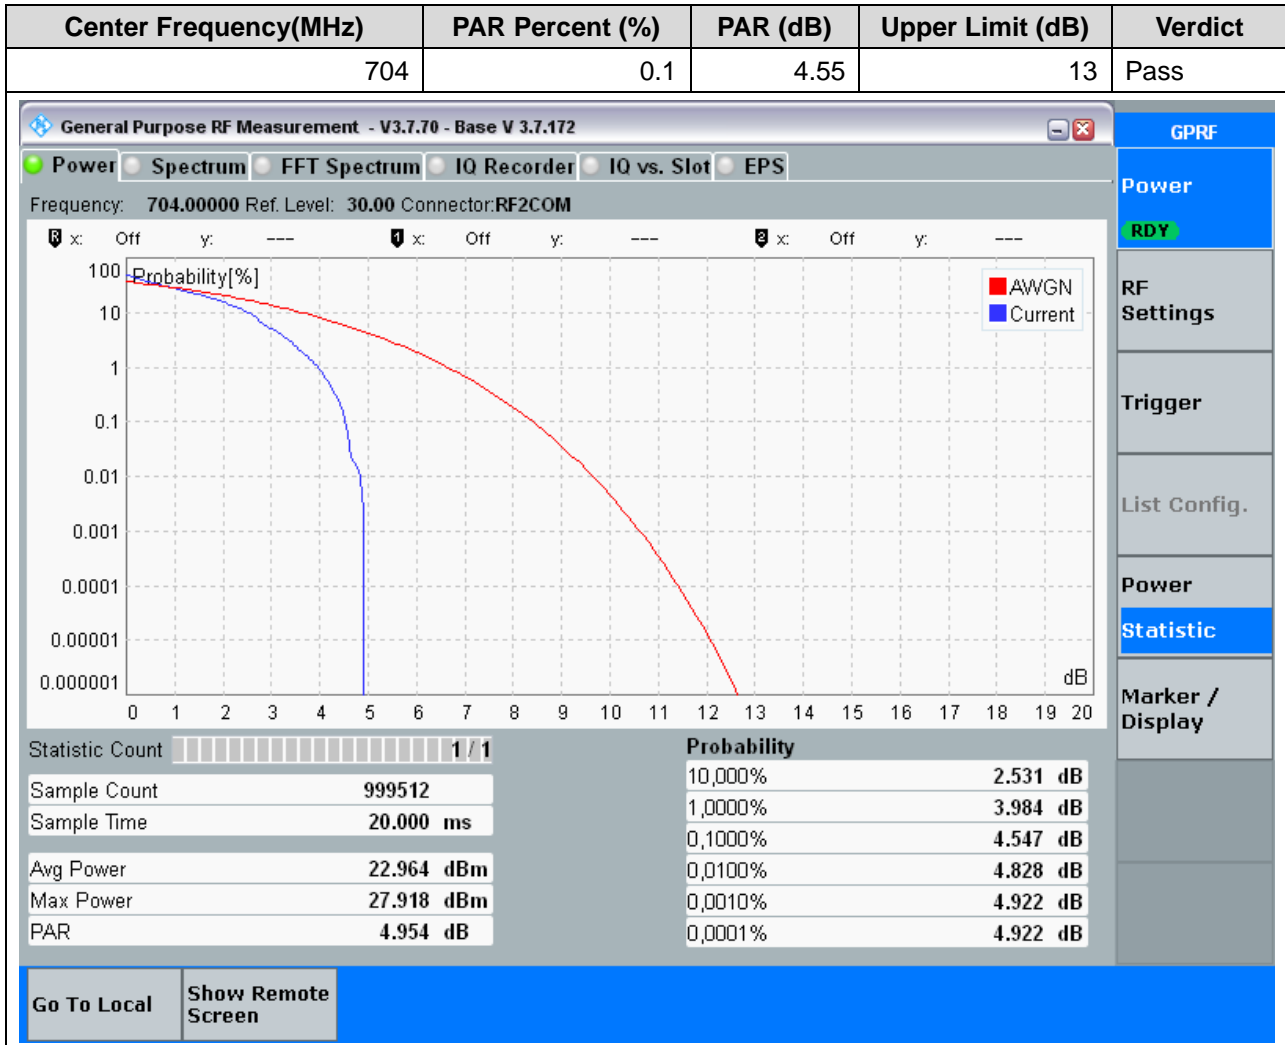 Center Frequency(MHz) PAR Percent (%) PAR (dB) Upper Limit (dB) Verdict
704 0.1 4.55 13 Pass
General Purpose RF Measurement - V3.7.70 - Base V 3.7.172
GPRF
Power Spectrum FFT Spectrum IQ Recorder IQ vs. Slot EPS
Power
RDY
Frequency: 704.00000 Ref. Level: 30.00 Connector:RF2COM
R x: Off y: --- 1 x: Off y: --- 2 x: Off y: ---
Probability[%]
AWGN
Current
100
10
1
0.1
0.01
0.001
0.0001
0.00001
0.000001
dB
0 1 2 3 4 5 6 7 8 9 10 11 12 13 14 15 16 17 18 19 20
RF
Settings
Trigger
List Config.
Power
Statistic
Marker /
Display
Statistic Count 1 / 1
Sample Count 999512
Sample Time 20.000 ms
Avg Power 22.964 dBm
Max Power 27.918 dBm
PAR 4.954 dB
Probability
10,000% 2.531 dB
1,0000% 3.984 dB
0,1000% 4.547 dB
0,0100% 4.828 dB
0,0010% 4.922 dB
0,0001% 4.922 dB
Go To Local
Show Remote
Screen